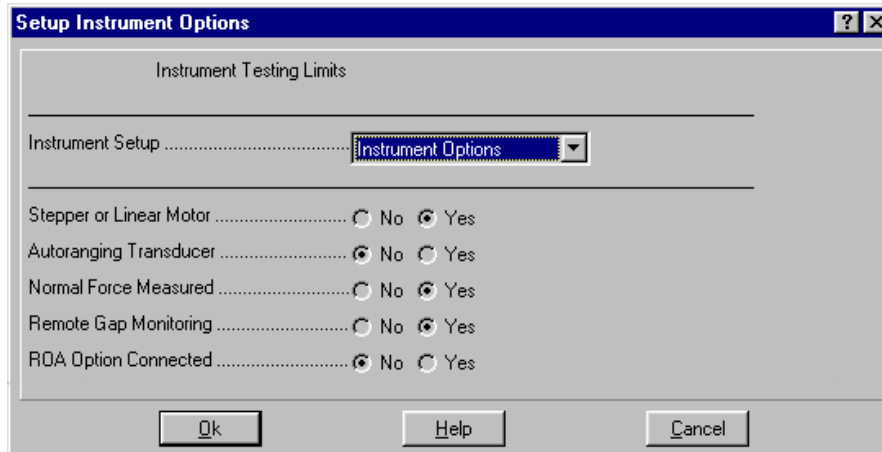 Setup Instrument Options
Instrument Testing Limits
Instrument Setup .................................... Instrument Options
Stepper or Linear Motor .......................... No Yes
Autoranging Transducer ......................... No Yes
Normal Force Measured .......................... No Yes
Remote Gap Monitoring .......................... No Yes
ROA Option Connected .......................... No Yes
Ok Help Cancel